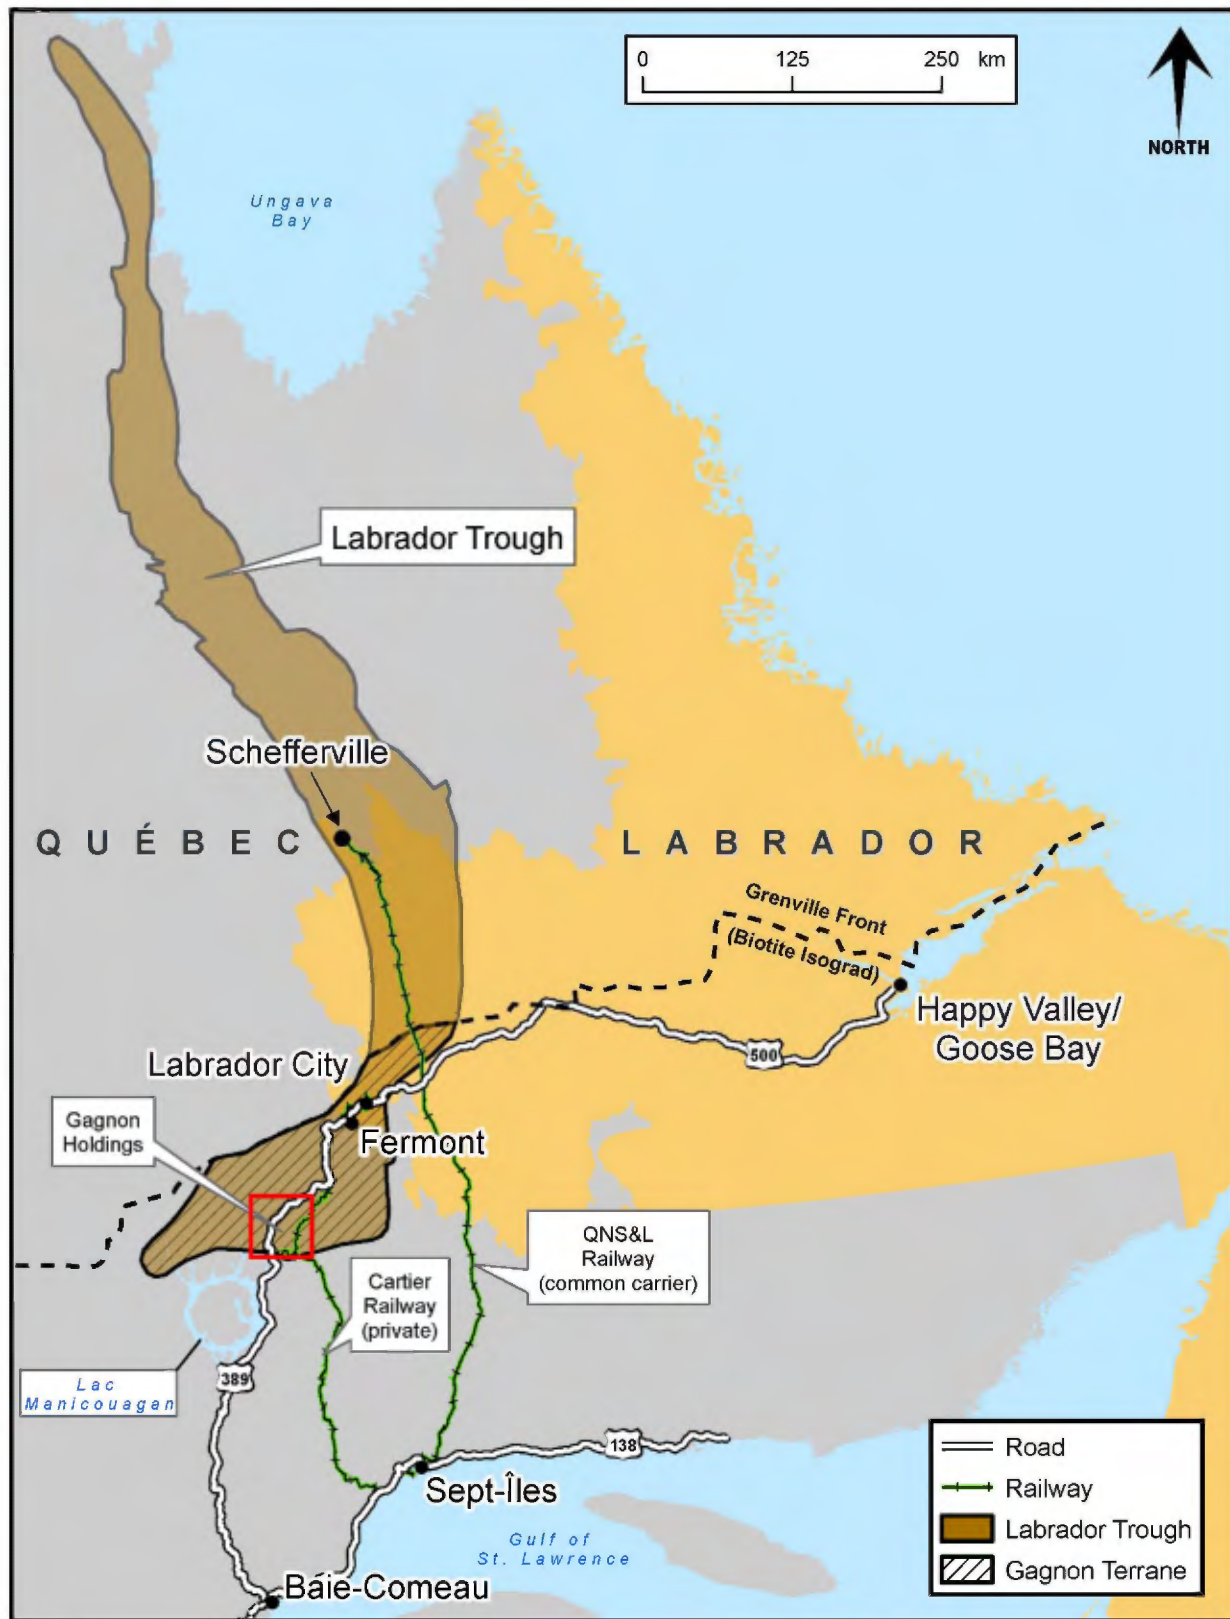 0 125 250 km
NORTH
Ungava
Bay
Labrador Trough
Schefferville
QUÉBEC
LABRADOR
Grenville Front
(Biotite Isograd)
Happy Valley/
Goose Bay
500
Labrador City
Gagnon
Holdings
Fermont
QNS&L
Railway
(common carrier)
Cartier
Railway
(private)
389
Lac
Manicouagan
138
Sept-Îles
Gulf of
St. Lawrence
Baie-Comeau
Road
Railway
Labrador Trough
Gagnon Terrane